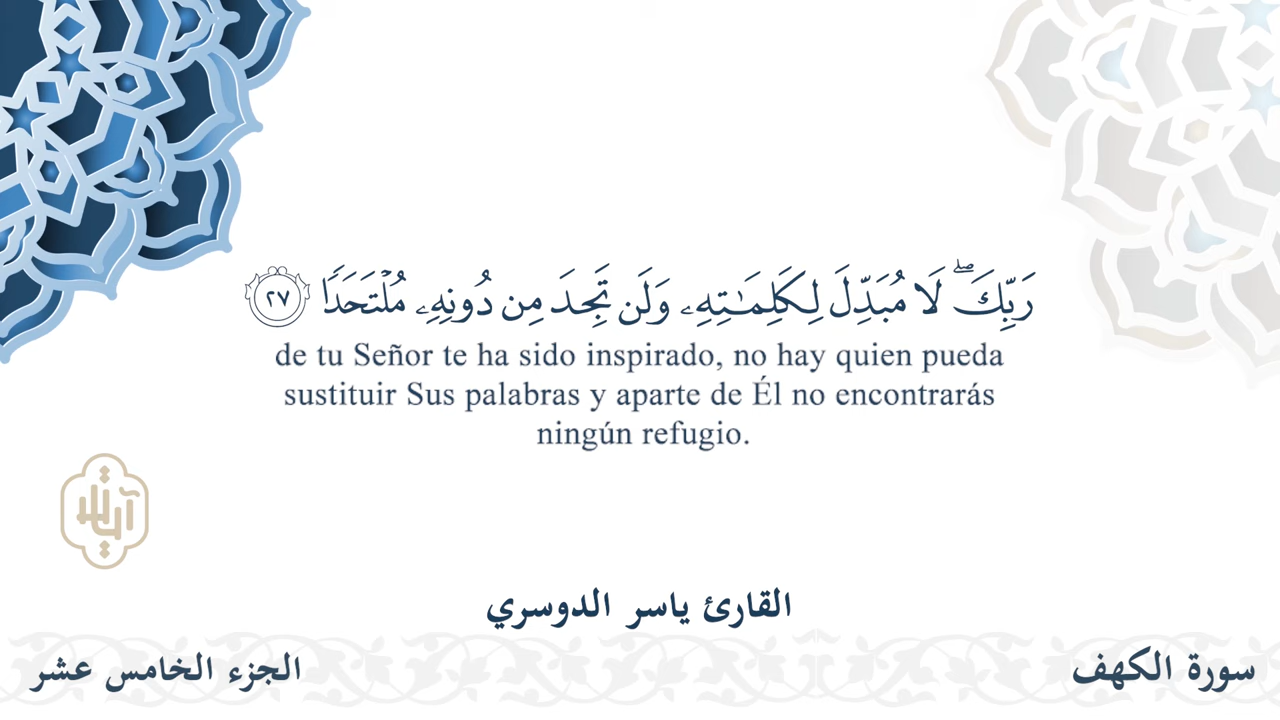 رَبِّكَۖ لَا مُبَدِّلَ لِكَلِمَٰتِهِۦ وَلَن تَجِدَ مِن دُونِهِۦ مُلْتَحَدٗا ٢٧
de tu Señor te ha sido inspirado, no hay quien pueda
sustituir Sus palabras y aparte de Él no encontrarás
ningún refugio.
آيات
القارئ ياسر الدوسري
سورة الكهف
الجزء الخامس عشر